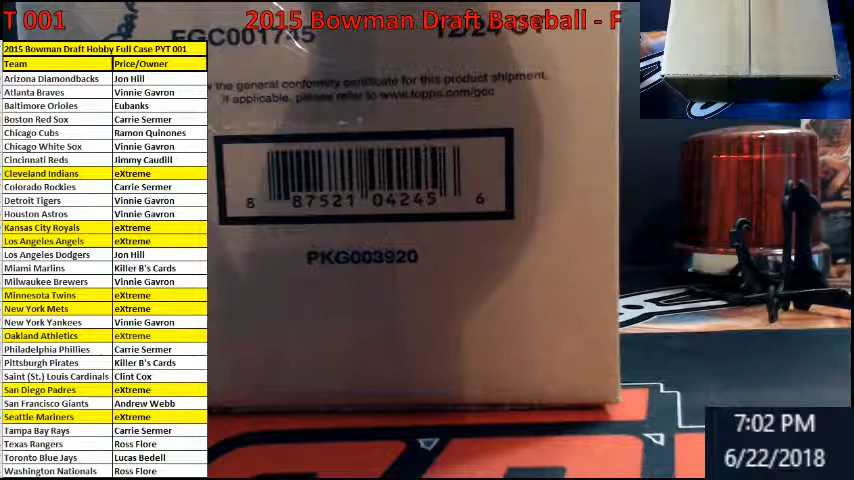 T 001
2015 Bowman Draft Baseball - F
2015 Bowman Draft Hobby Full Case PYT 001
Team Price/Owner
Arizona Diamondbacks Jon Hill
Atlanta Braves Vinnie Gavron
Baltimore Orioles Eubanks
Boston Red Sox Carrie Sermer
Chicago Cubs Ramon Quinones
Chicago White Sox Vinnie Gavron
Cincinnati Reds Jimmy Caudill
Cleveland Indians eXtreme
Colorado Rockies Carrie Sermer
Detroit Tigers Vinnie Gavron
Houston Astros Vinnie Gavron
Kansas City Royals eXtreme
Los Angeles Angels eXtreme
Los Angeles Dodgers Jon Hill
Miami Marlins Killer B's Cards
Milwaukee Brewers Vinnie Gavron
Minnesota Twins eXtreme
New York Mets eXtreme
New York Yankees Vinnie Gavron
Oakland Athletics eXtreme
Philadelphia Phillies Carrie Sermer
Pittsburgh Pirates Killer B's Cards
Saint (St.) Louis Cardinals Clint Cox
San Diego Padres eXtreme
San Francisco Giants Andrew Webb
Seattle Mariners eXtreme
Tampa Bay Rays Carrie Sermer
Texas Rangers Ross Flore
Toronto Blue Jays Lucas Bedell
Washington Nationals Ross Flore
EGC001745
the general conformity certificate for this product shipment,
if applicable, please refer to www.topps.com/gcc
8 87521 04245 6
PKG003920
7:02 PM
6/22/2018